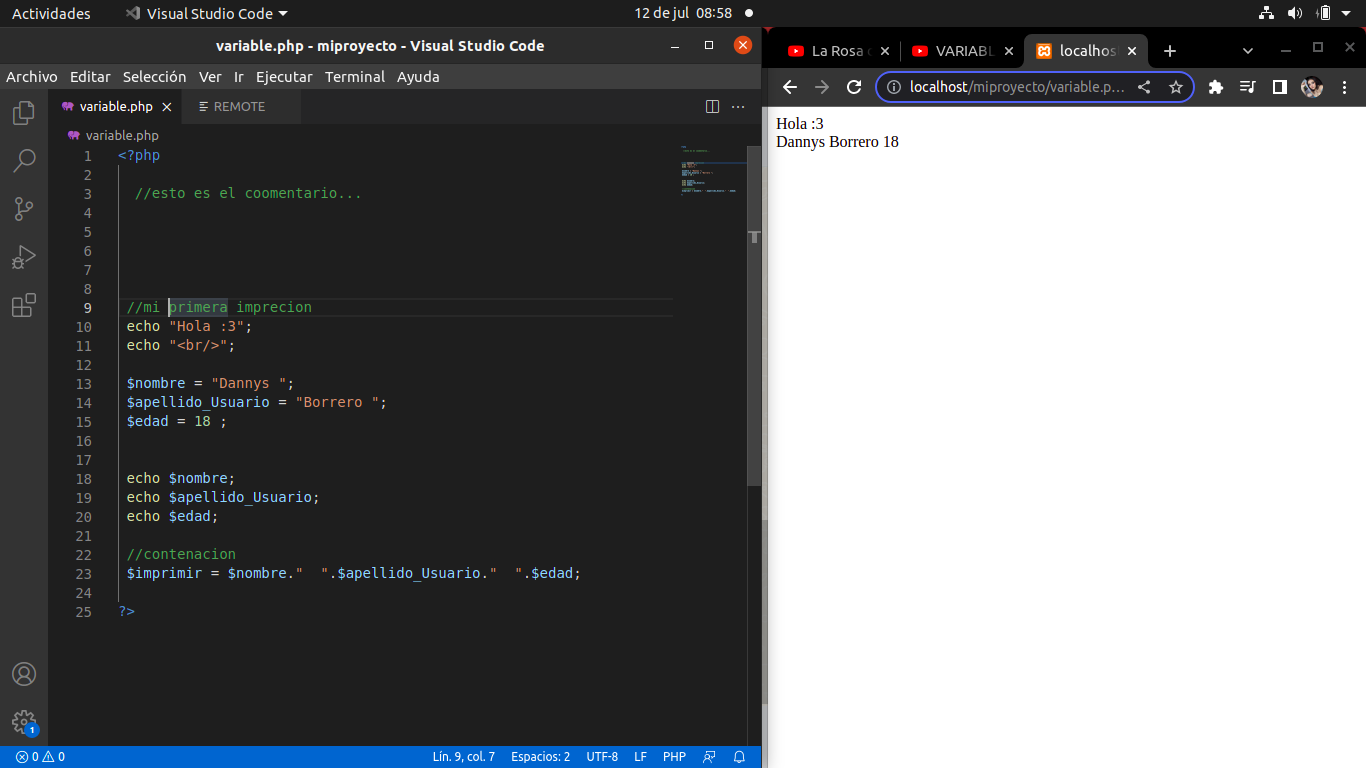 Actividades Visual Studio Code 12 de jul 08:58
variable.php - miproyecto - Visual Studio Code
Archivo Editar Selección Ver Ir Ejecutar Terminal Ayuda
variable.php REMOTE
variable.php
1 <?php
2
3 //esto es el coomentario...
4
5
6
7
8
9 //mi primera imprecion
10 echo "Hola :3";
11 echo "<br/>";
12
13 $nombre = "Dannys ";
14 $apellido_Usuario = "Borrero ";
15 $edad = 18 ;
16
17
18 echo $nombre;
19 echo $apellido_Usuario;
20 echo $edad;
21
22 //contenacion
23 $imprimir = $nombre."  ".$apellido_Usuario."  ".$edad;
24
25 ?>
1
0 0 Lín. 9, col. 7 Espacios: 2 UTF-8 LF PHP
La Rosa VARIABL localhos
localhost/miproyecto/variable.p...
Hola :3
Dannys Borrero 18